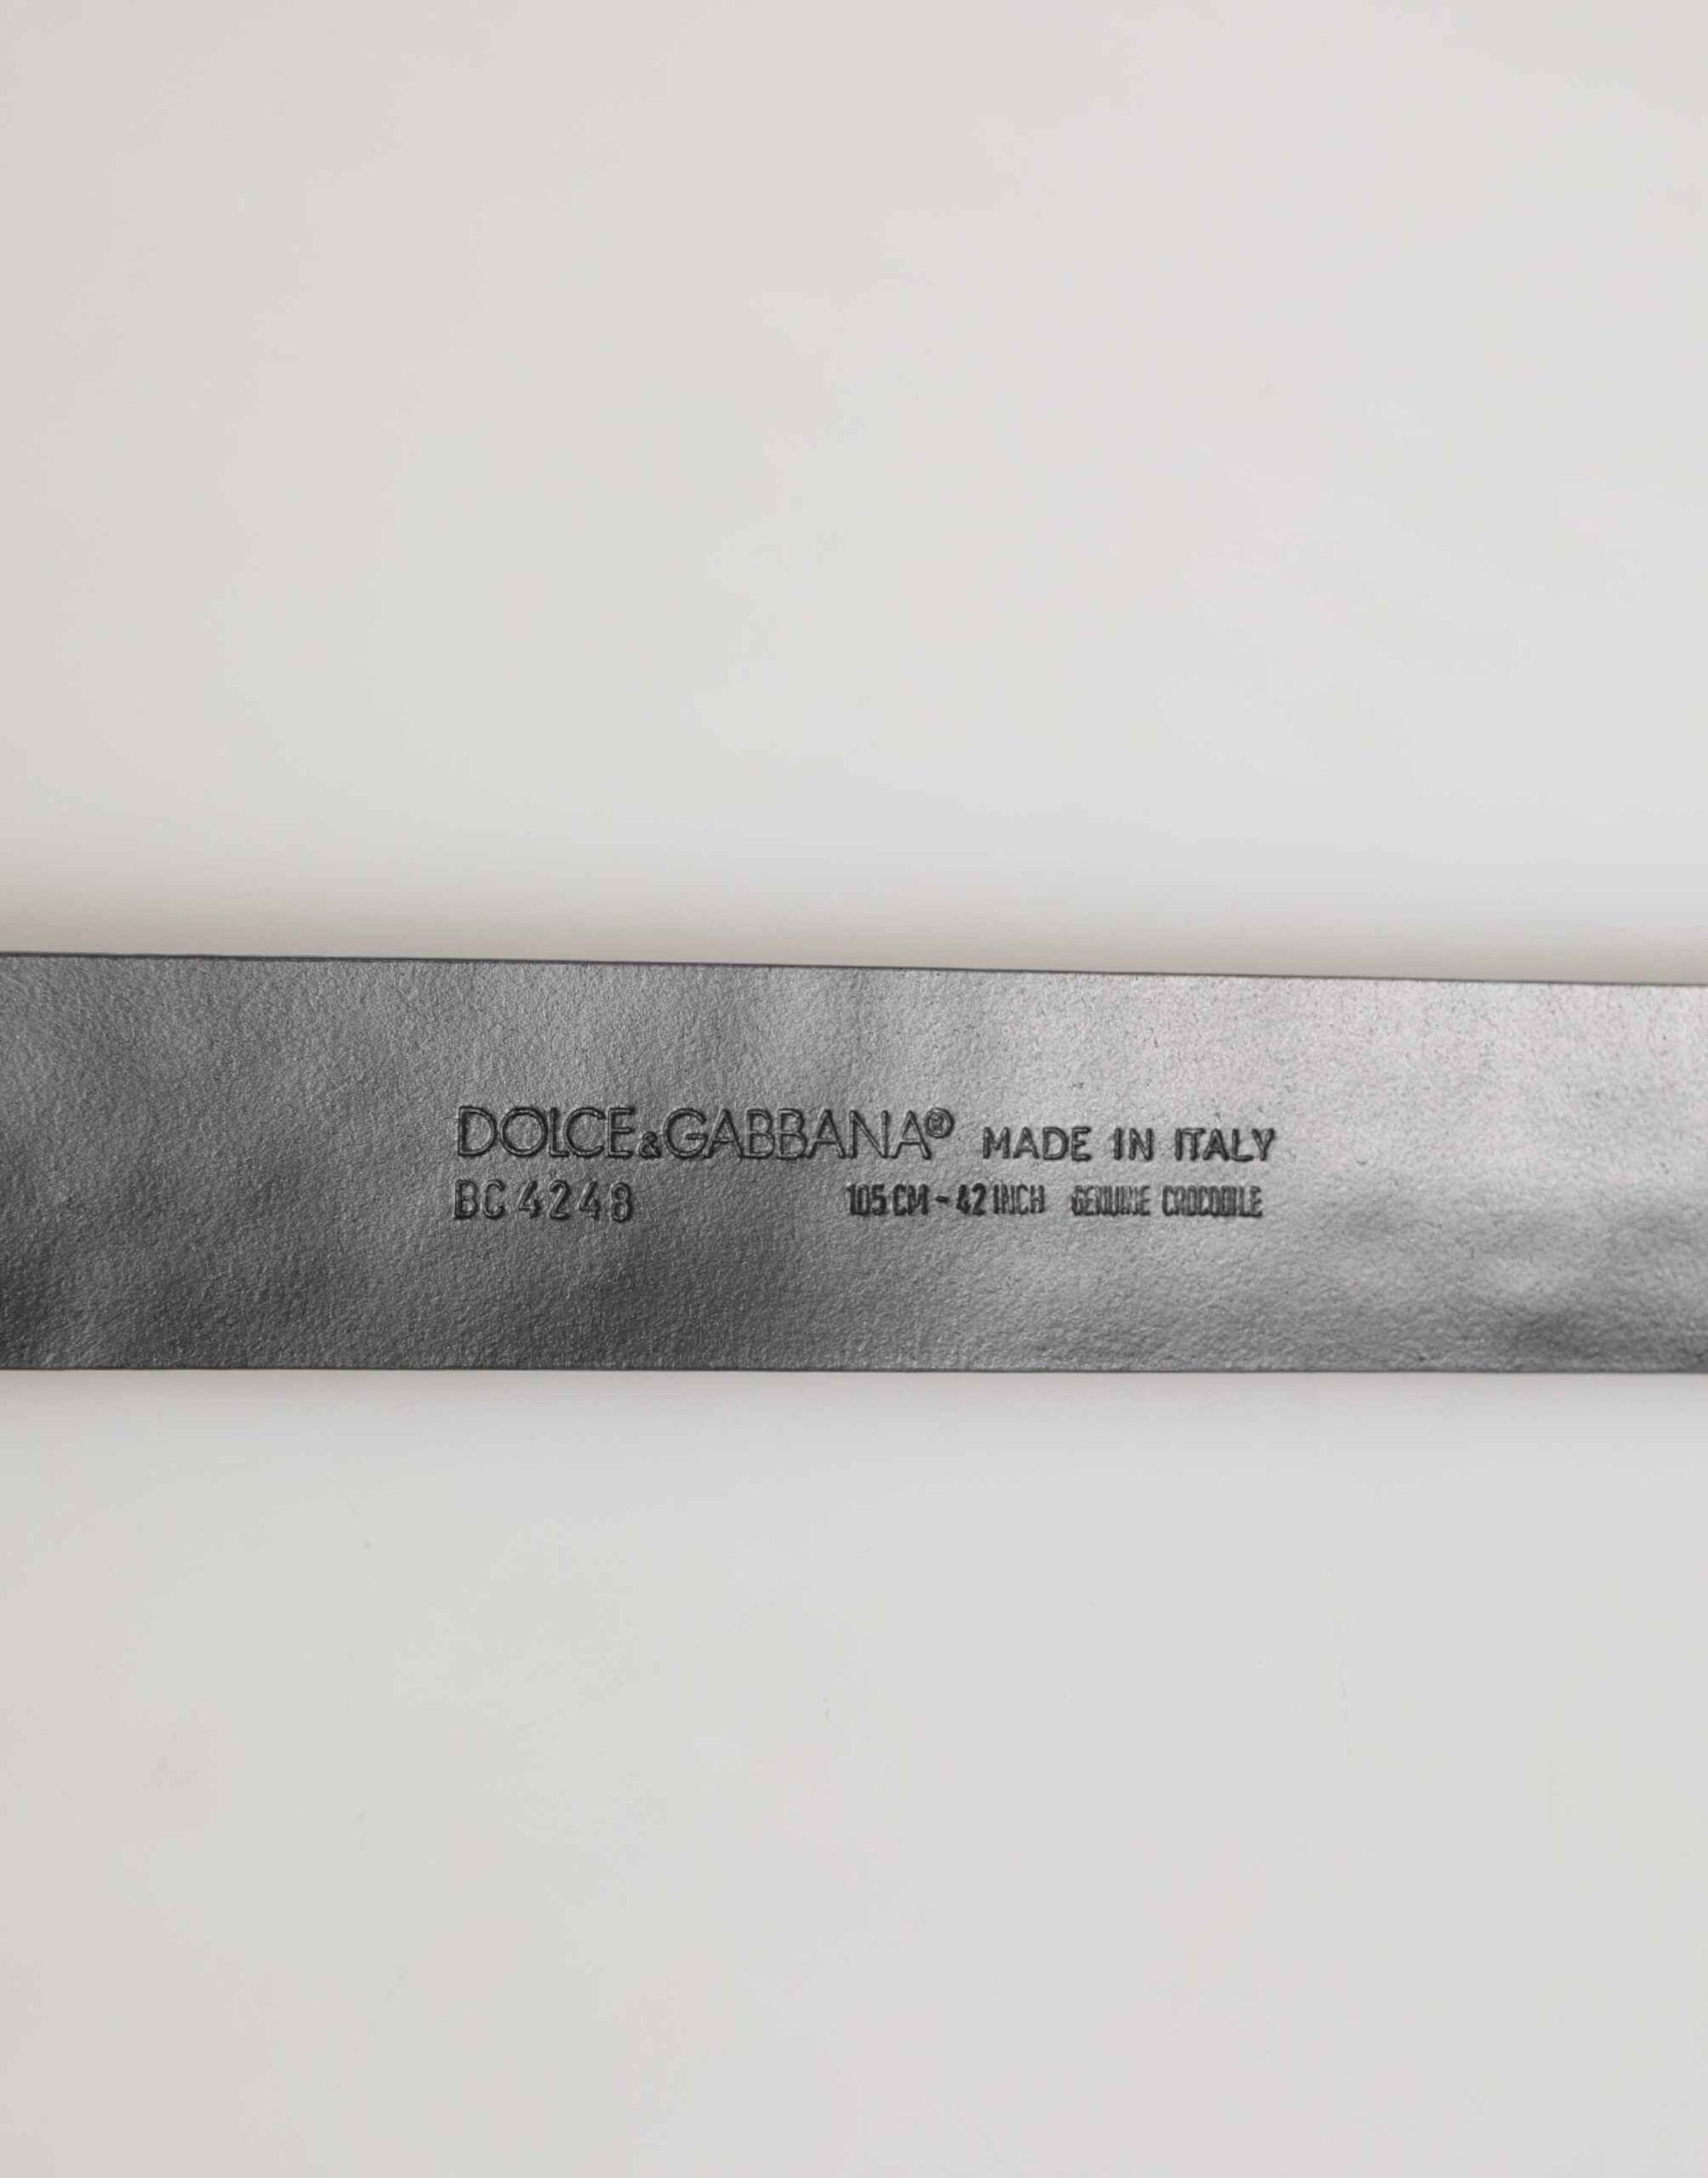 DOLCE&GABBANA® MADE IN ITALY
BC 4248 105 CM - 42 INCH GENUINE CROCODILE